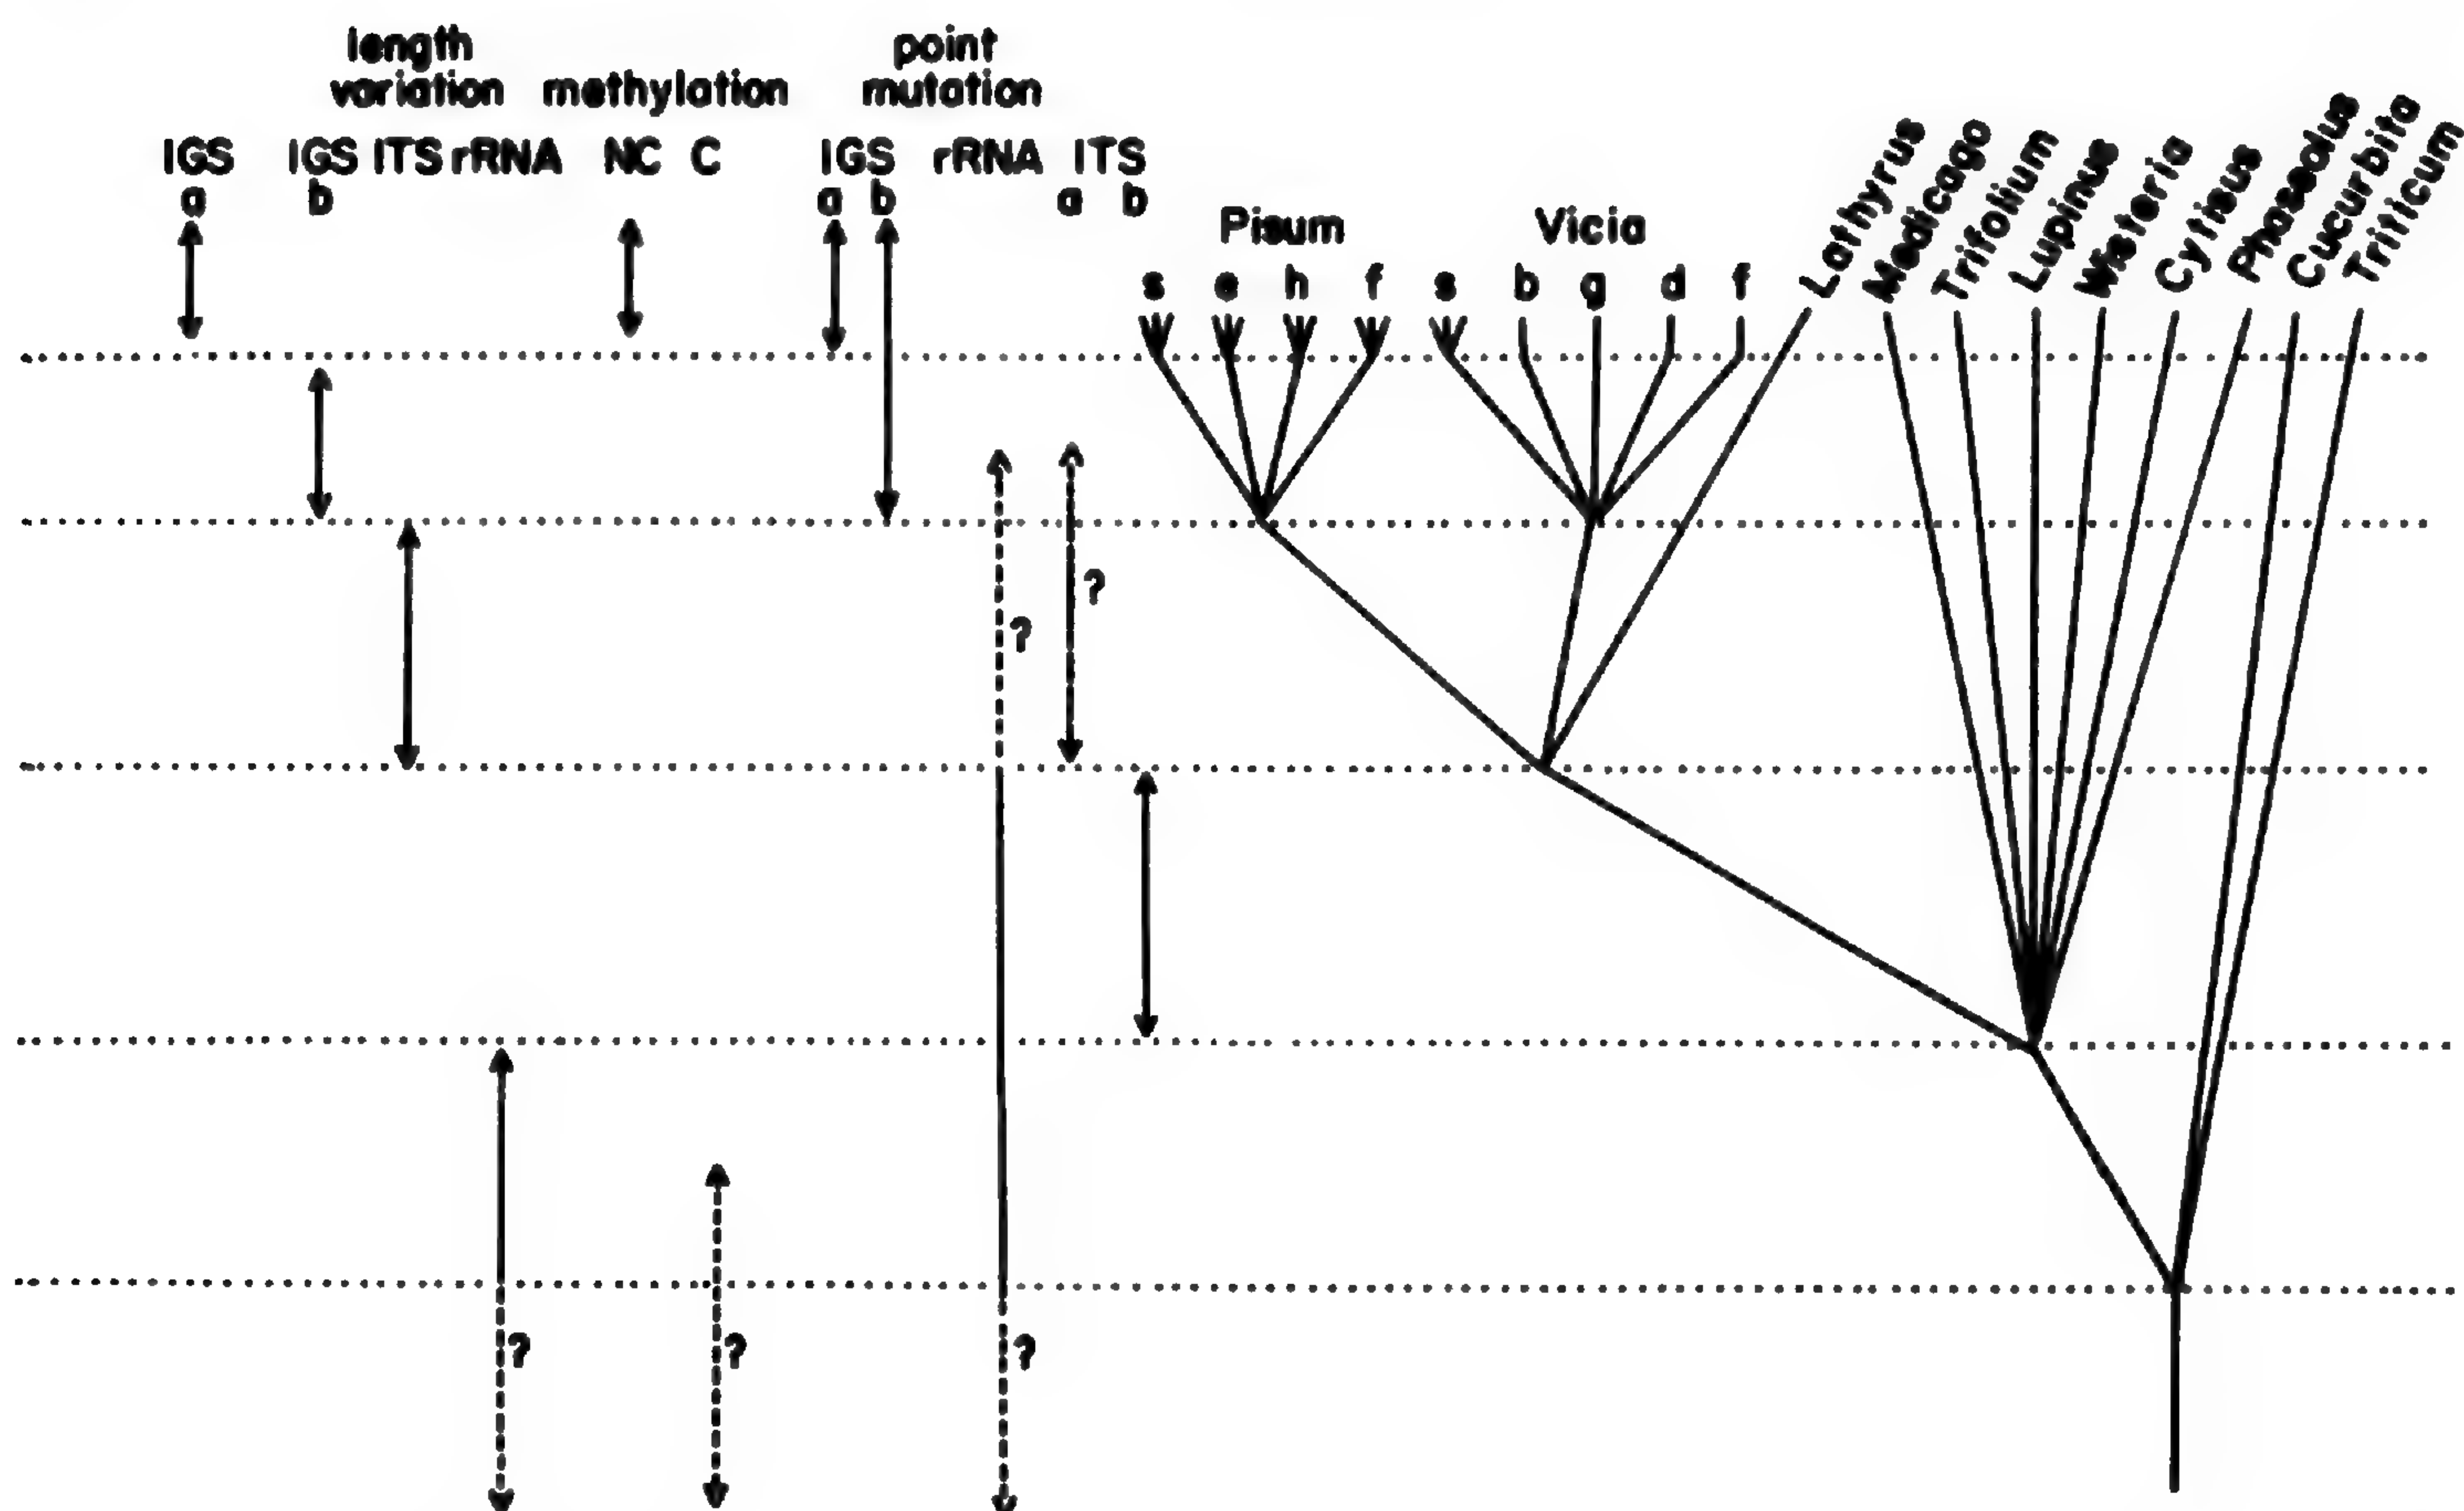 length point
variation methylation mutation
IGS IGS ITS rRNA NC C IGS rRNA ITS
a b a b a b
Pisum Vicia Lathyrus Medicago Trifolium Lupinus Wisteria Cytisus Phaseolus Cucurbita Triticum
s e h f s b g d f
?
?
? ? ?